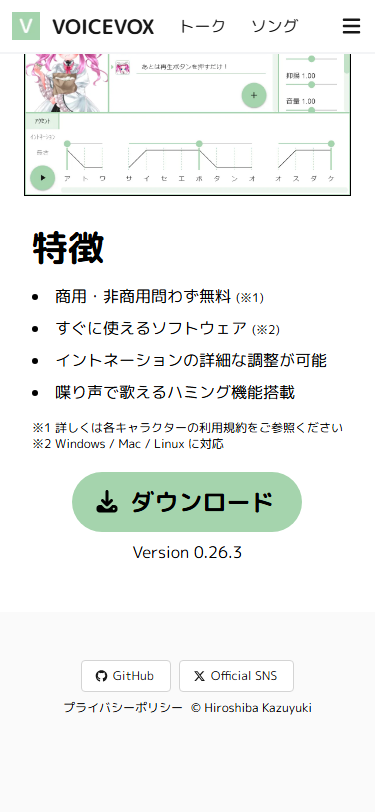 V VOICEVOX トーク ソング
あとは再生ボタンを押すだけ！
抑揚 1.00
音量 1.00
アクセント
イントネーション
長さ
ア ト ワ サ イ セ エ ボ タ ン オ オ ス ダ ケ
特徴
• 商用・非商用問わず無料 (※1)
• すぐに使えるソフトウェア (※2)
• イントネーションの詳細な調整が可能
• 喋り声で歌えるハミング機能搭載
※1 詳しくは各キャラクターの利用規約をご参照ください
※2 Windows / Mac / Linux に対応
ダウンロード
Version 0.26.3
GitHub Official SNS
プライバシーポリシー © Hiroshiba Kazuyuki